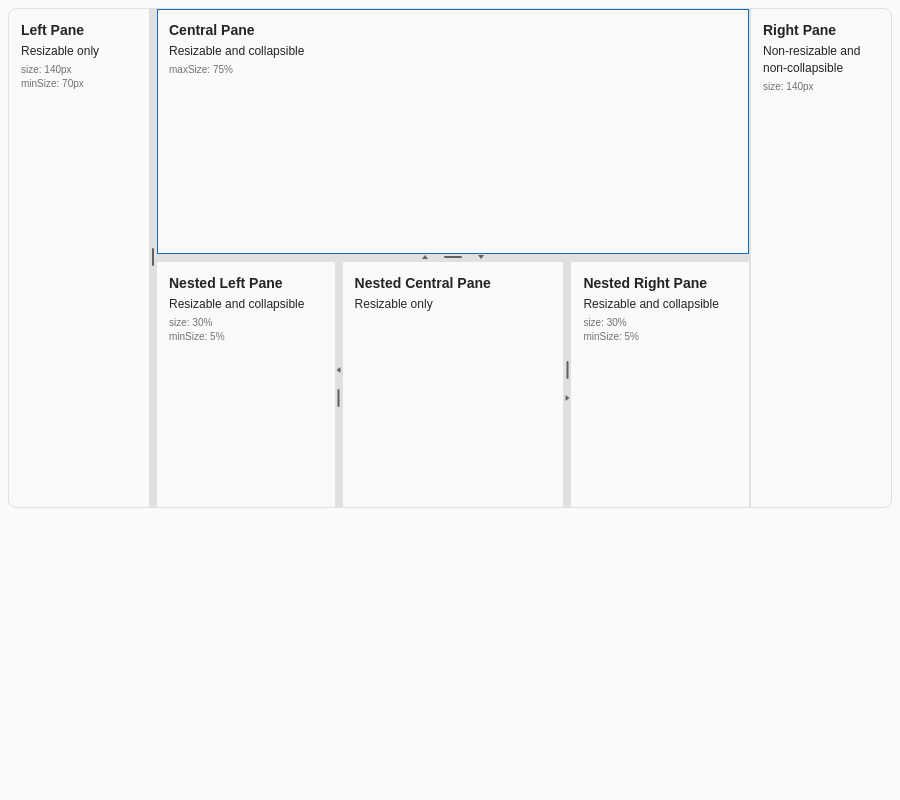 Left Pane
Resizable only
size: 140px
minSize: 70px
Central Pane
Resizable and collapsible
maxSize: 75%
Right Pane
Non-resizable and
non-collapsible
size: 140px
Nested Left Pane
Resizable and collapsible
size: 30%
minSize: 5%
Nested Central Pane
Resizable only
Nested Right Pane
Resizable and collapsible
size: 30%
minSize: 5%